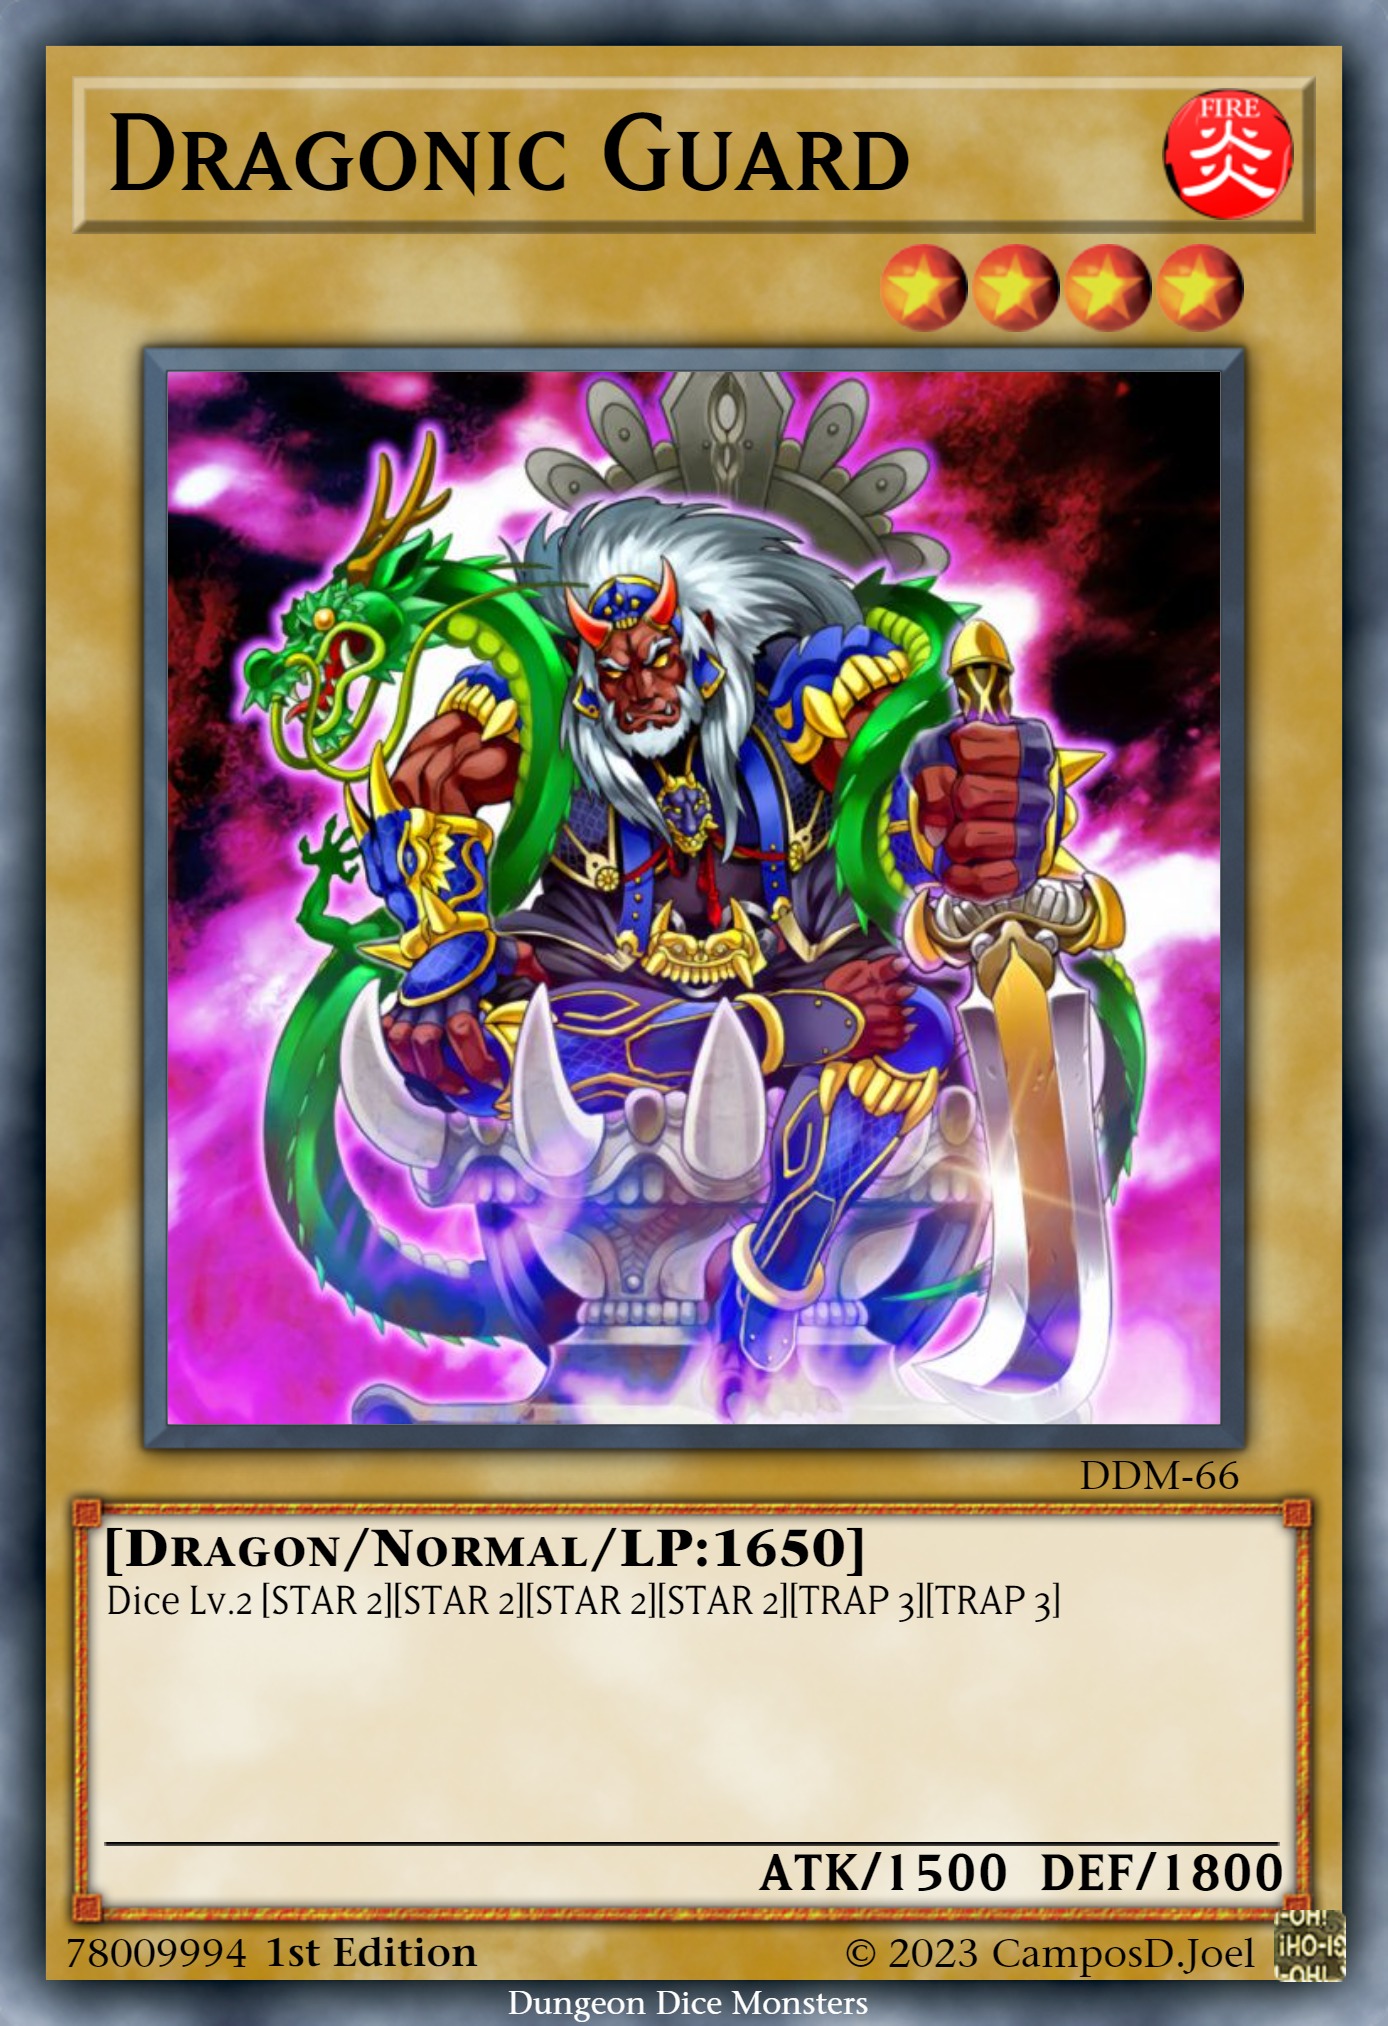 Dragonic Guard
FIRE
炎
DDM-66
[Dragon/Normal/LP:1650]
Dice Lv.2 [STAR 2][STAR 2][STAR 2][STAR 2][TRAP 3][TRAP 3]
ATK/1500 DEF/1800
78009994 1st Edition
© 2023 CamposD.Joel
Dungeon Dice Monsters